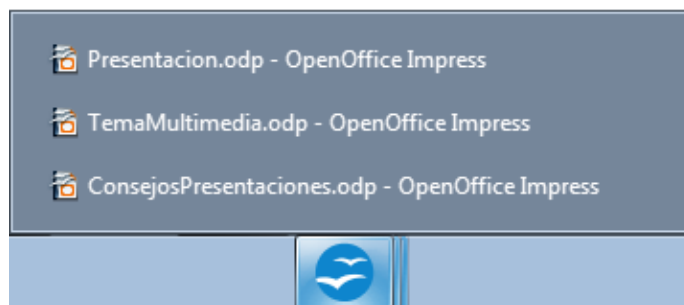 Presentacion.odp - OpenOffice Impress
TemaMultimedia.odp - OpenOffice Impress
ConsejosPresentaciones.odp - OpenOffice Impress